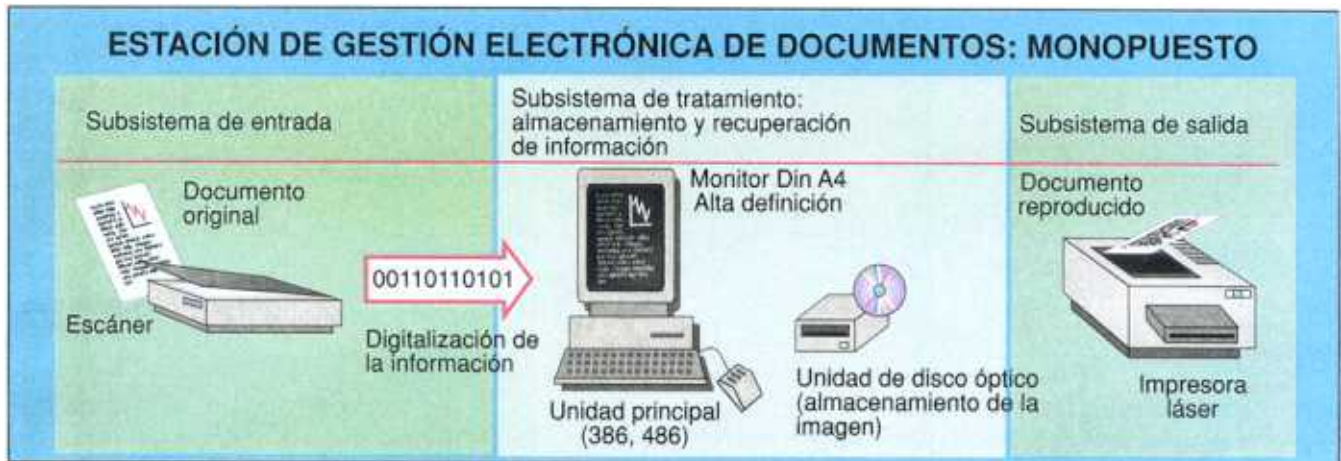 ESTACIÓN DE GESTIÓN ELECTRÓNICA DE DOCUMENTOS: MONOPUESTO
Subsistema de entrada
Documento
original
Escáner
00110110101
Digitalización de
la información
Subsistema de tratamiento:
almacenamiento y recuperación
de información
Monitor Din A4
Alta definición
Unidad principal
(386, 486)
Unidad de disco óptico
(almacenamiento de la
imagen)
Subsistema de salida
Documento
reproducido
Impresora
láser